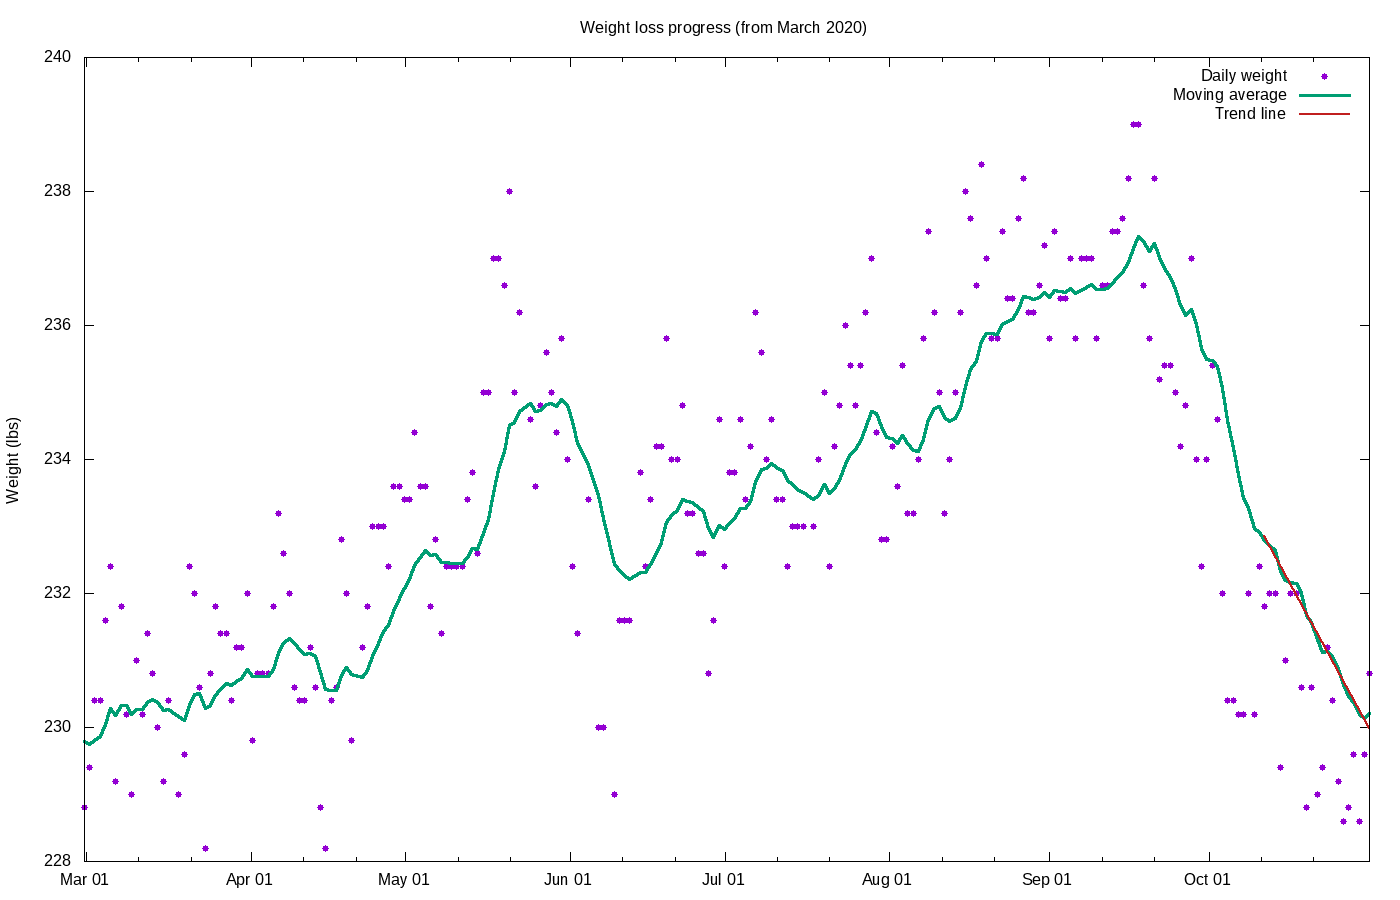 Weight loss progress (from March 2020)
Daily weight
Moving average
Trend line
240
238
236
234
232
230
228
Weight (lbs)
Mar 01 Apr 01 May 01 Jun 01 Jul 01 Aug 01 Sep 01 Oct 01